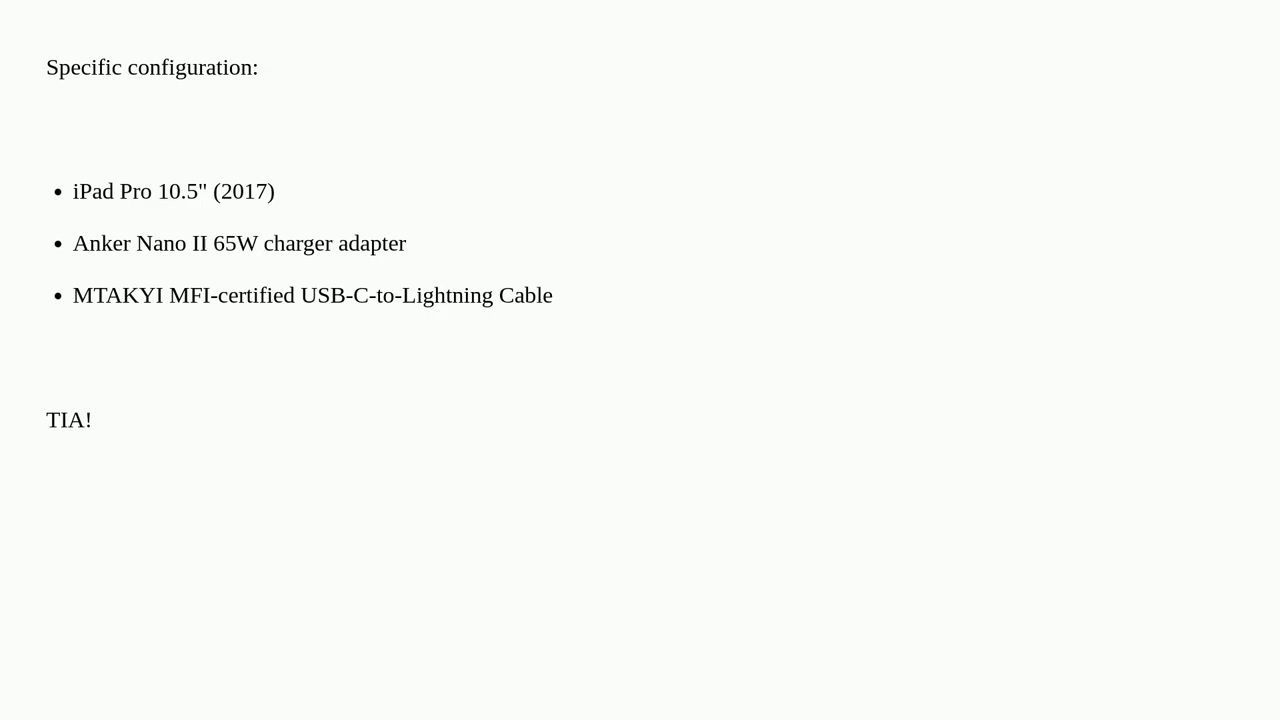 Specific configuration:
• iPad Pro 10.5" (2017)
• Anker Nano II 65W charger adapter
• MTAKYI MFI-certified USB-C-to-Lightning Cable
TIA!